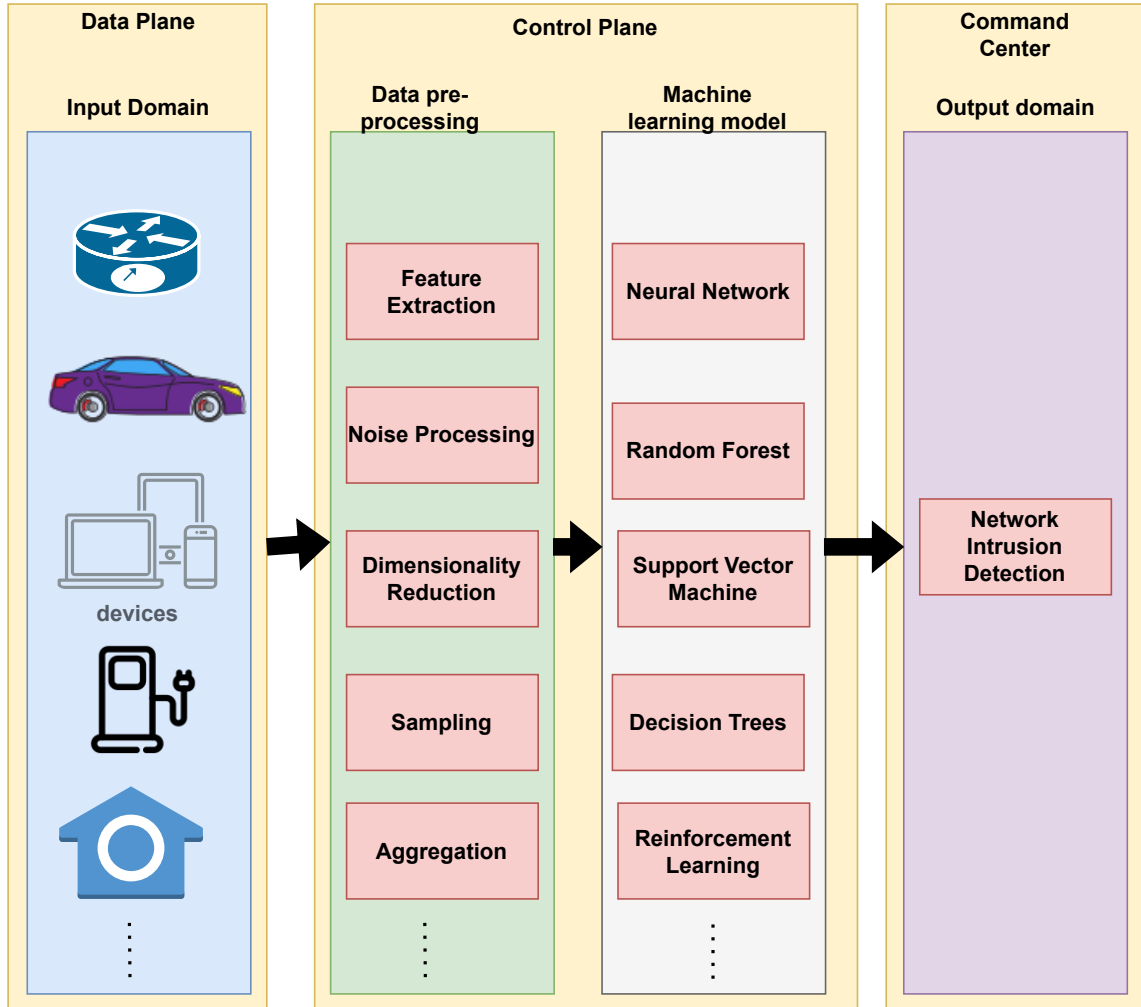 Data Plane
Input Domain
devices
Control Plane
Data pre-
processing
Feature
Extraction
Noise Processing
Dimensionality
Reduction
Sampling
Aggregation
Machine
learning model
Neural Network
Random Forest
Support Vector
Machine
Decision Trees
Reinforcement
Learning
Command
Center
Output domain
Network
Intrusion
Detection